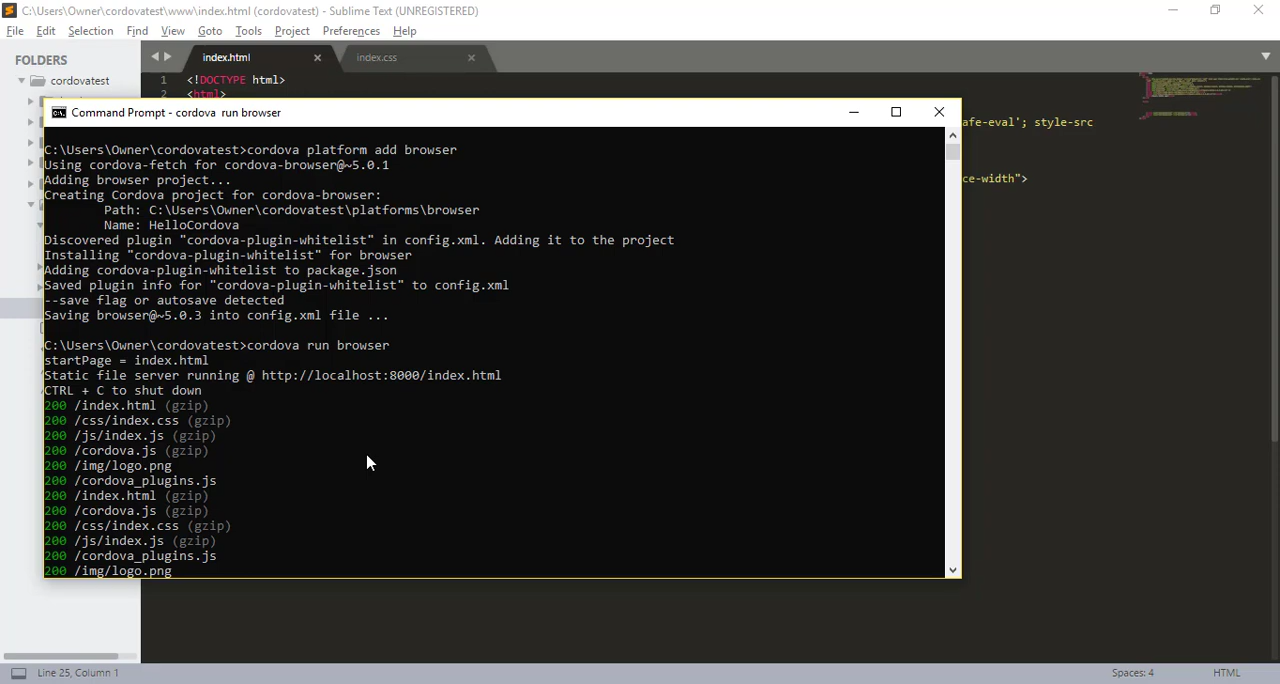 C:\Users\Owner\cordovatest\www\index.html (cordovatest) - Sublime Text (UNREGISTERED)
File Edit Selection Find View Goto Tools Project Preferences Help
FOLDERS
cordovatest
index.html
index.css
1 <!DOCTYPE html>
2 <html>
Command Prompt - cordova run browser
afe-eval'; style-src
ce-width">
C:\Users\Owner\cordovatest>cordova platform add browser
Using cordova-fetch for cordova-browser@~5.0.1
Adding browser project...
Creating Cordova project for cordova-browser:
Path: C:\Users\Owner\cordovatest\platforms\browser
Name: HelloCordova
Discovered plugin "cordova-plugin-whitelist" in config.xml. Adding it to the project
Installing "cordova-plugin-whitelist" for browser
Adding cordova-plugin-whitelist to package.json
Saved plugin info for "cordova-plugin-whitelist" to config.xml
--save flag or autosave detected
Saving browser@~5.0.3 into config.xml file ...
C:\Users\Owner\cordovatest>cordova run browser
startPage = index.html
Static file server running @ http://localhost:8000/index.html
CTRL + C to shut down
200 /index.html (gzip)
200 /css/index.css (gzip)
200 /js/index.js (gzip)
200 /cordova.js (gzip)
200 /img/logo.png
200 /cordova_plugins.js
200 /index.html (gzip)
200 /cordova.js (gzip)
200 /css/index.css (gzip)
200 /js/index.js (gzip)
200 /cordova_plugins.js
200 /img/logo.png
Line 25, Column 1
Spaces: 4
HTML